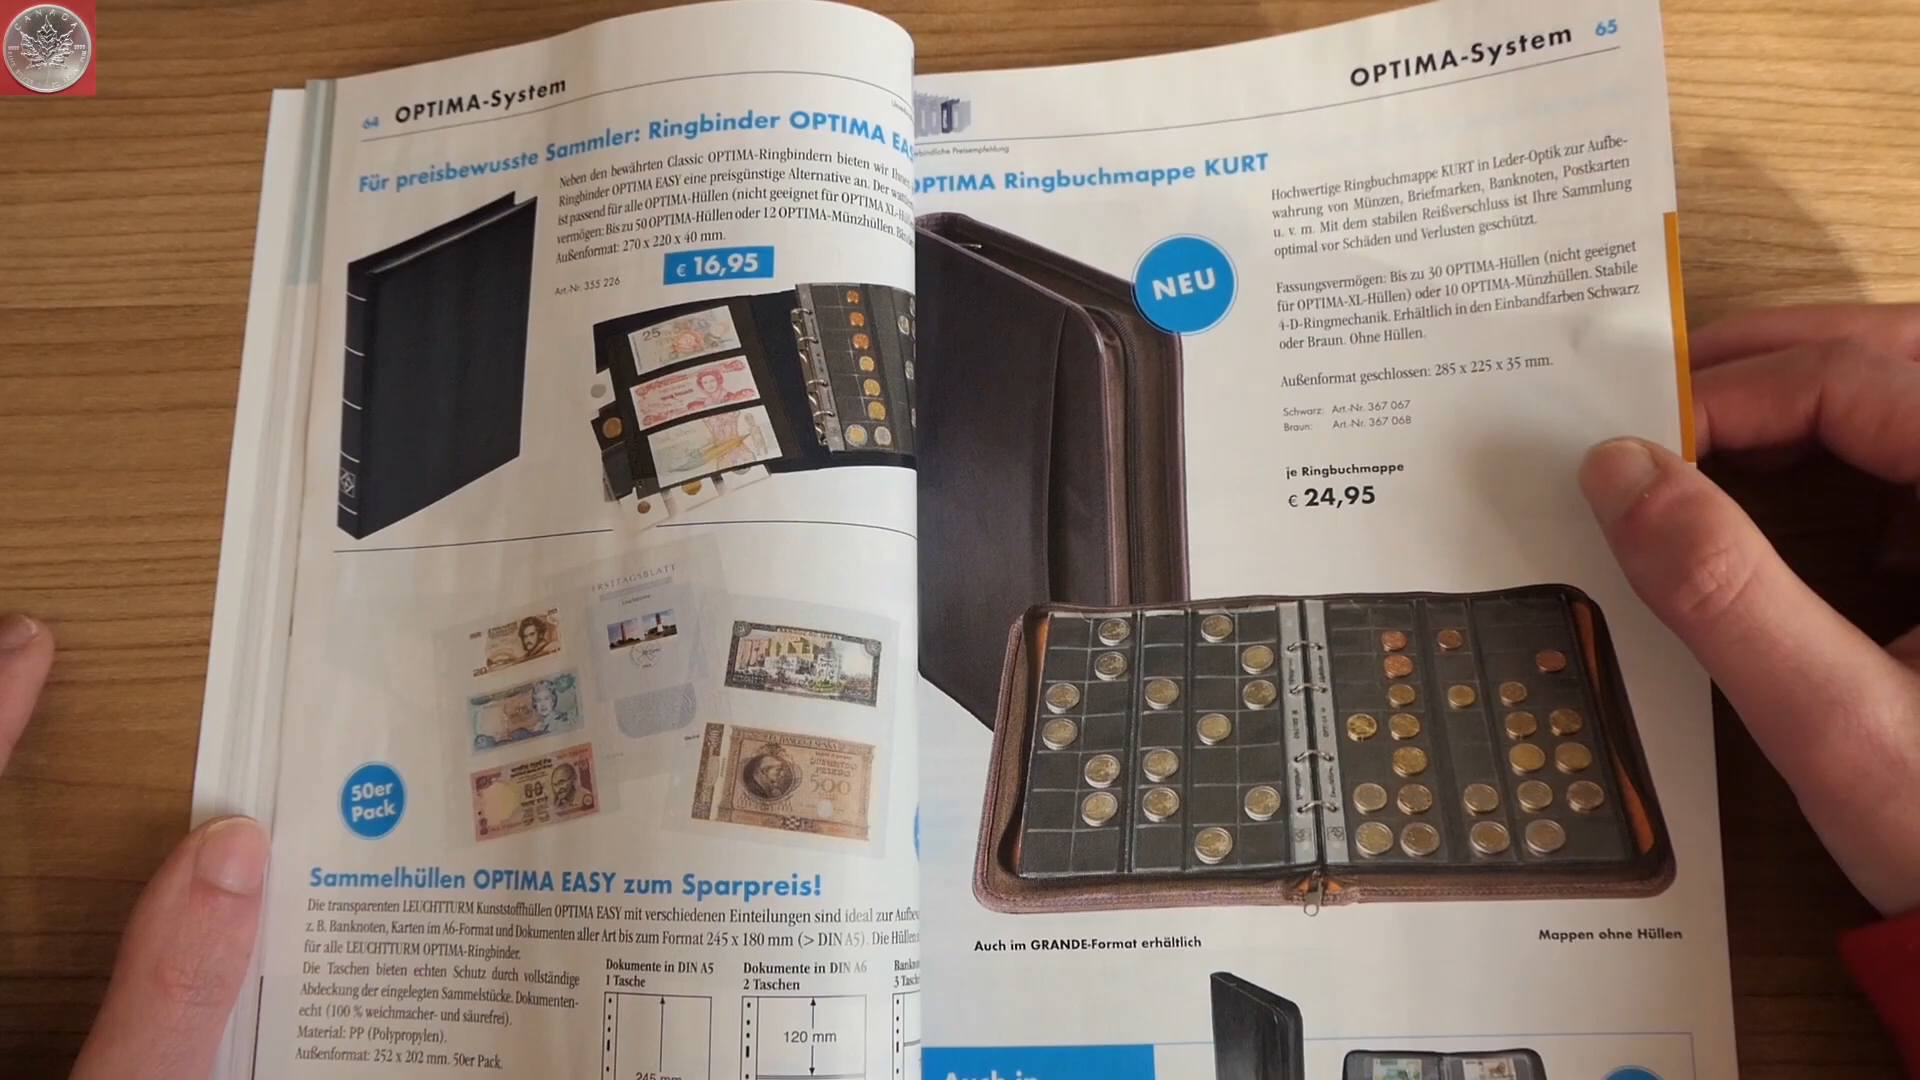 CANADA
64 OPTIMA-System
Für preisbewusste Sammler: Ringbinder OPTIMA
Neben den bewährten Classic OPTIMA-Ringbindern bieten wir
Ringbinder OPTIMA EASY eine preisgünstige Alternative an. Der
ist passend für alle OPTIMA-Hüllen (nicht geeignet für OPTIMA XL-
vermögen: Bis zu 50 OPTIMA-Hüllen oder 12 OPTIMA-Münzhüllen.
Außenformat: 270 x 220 x 40 mm.
Art.-Nr. 355 226
€ 16,95
ERSTTAGSBLATT
50er
Pack
Sammelhüllen OPTIMA EASY zum Sparpreis!
Die transparenten LEUCHTTURM Kunststoffhüllen OPTIMA EASY mit verschiedenen Einteilungen sind ideal zur
z. B. Banknoten, Karten im A6-Format und Dokumenten aller Art bis zum Format 245 x 180 mm (> DIN A5). Die Hüllen
für alle LEUCHTTURM OPTIMA-Ringbinder.
Die Taschen bieten echten Schutz durch vollständige
Abdeckung der eingelegten Sammelstücke. Dokumenten-
echt (100 % weichmacher- und säurefrei).
Material: PP (Polypropylen).
Außenformat: 252 x 202 mm. 50er Pack.
Dokumente in DIN A5
1 Tasche
245 mm
Dokumente in DIN A6
2 Taschen
120 mm
OPTIMA-System 65
Preisempfehlung
OPTIMA Ringbuchmappe KURT
NEU
Hochwertige Ringbuchmappe KURT in Leder-Optik zur Aufbe-
wahrung von Münzen, Briefmarken, Banknoten, Postkarten
u. v. m. Mit dem stabilen Reißverschluss ist Ihre Sammlung
optimal vor Schäden und Verlusten geschützt.
Fassungsvermögen: Bis zu 30 OPTIMA-Hüllen (nicht geeignet
für OPTIMA-XL-Hüllen) oder 10 OPTIMA-Münzhüllen. Stabile
4-D-Ringmechanik. Erhältlich in den Einbandfarben Schwarz
oder Braun. Ohne Hüllen.
Außenformat geschlossen: 285 x 225 x 35 mm.
Schwarz: Art.-Nr. 367 067
Braun: Art.-Nr. 367 068
je Ringbuchmappe
€ 24,95
Auch im GRANDE-Format erhältlich
Mappen ohne Hüllen
Auch in